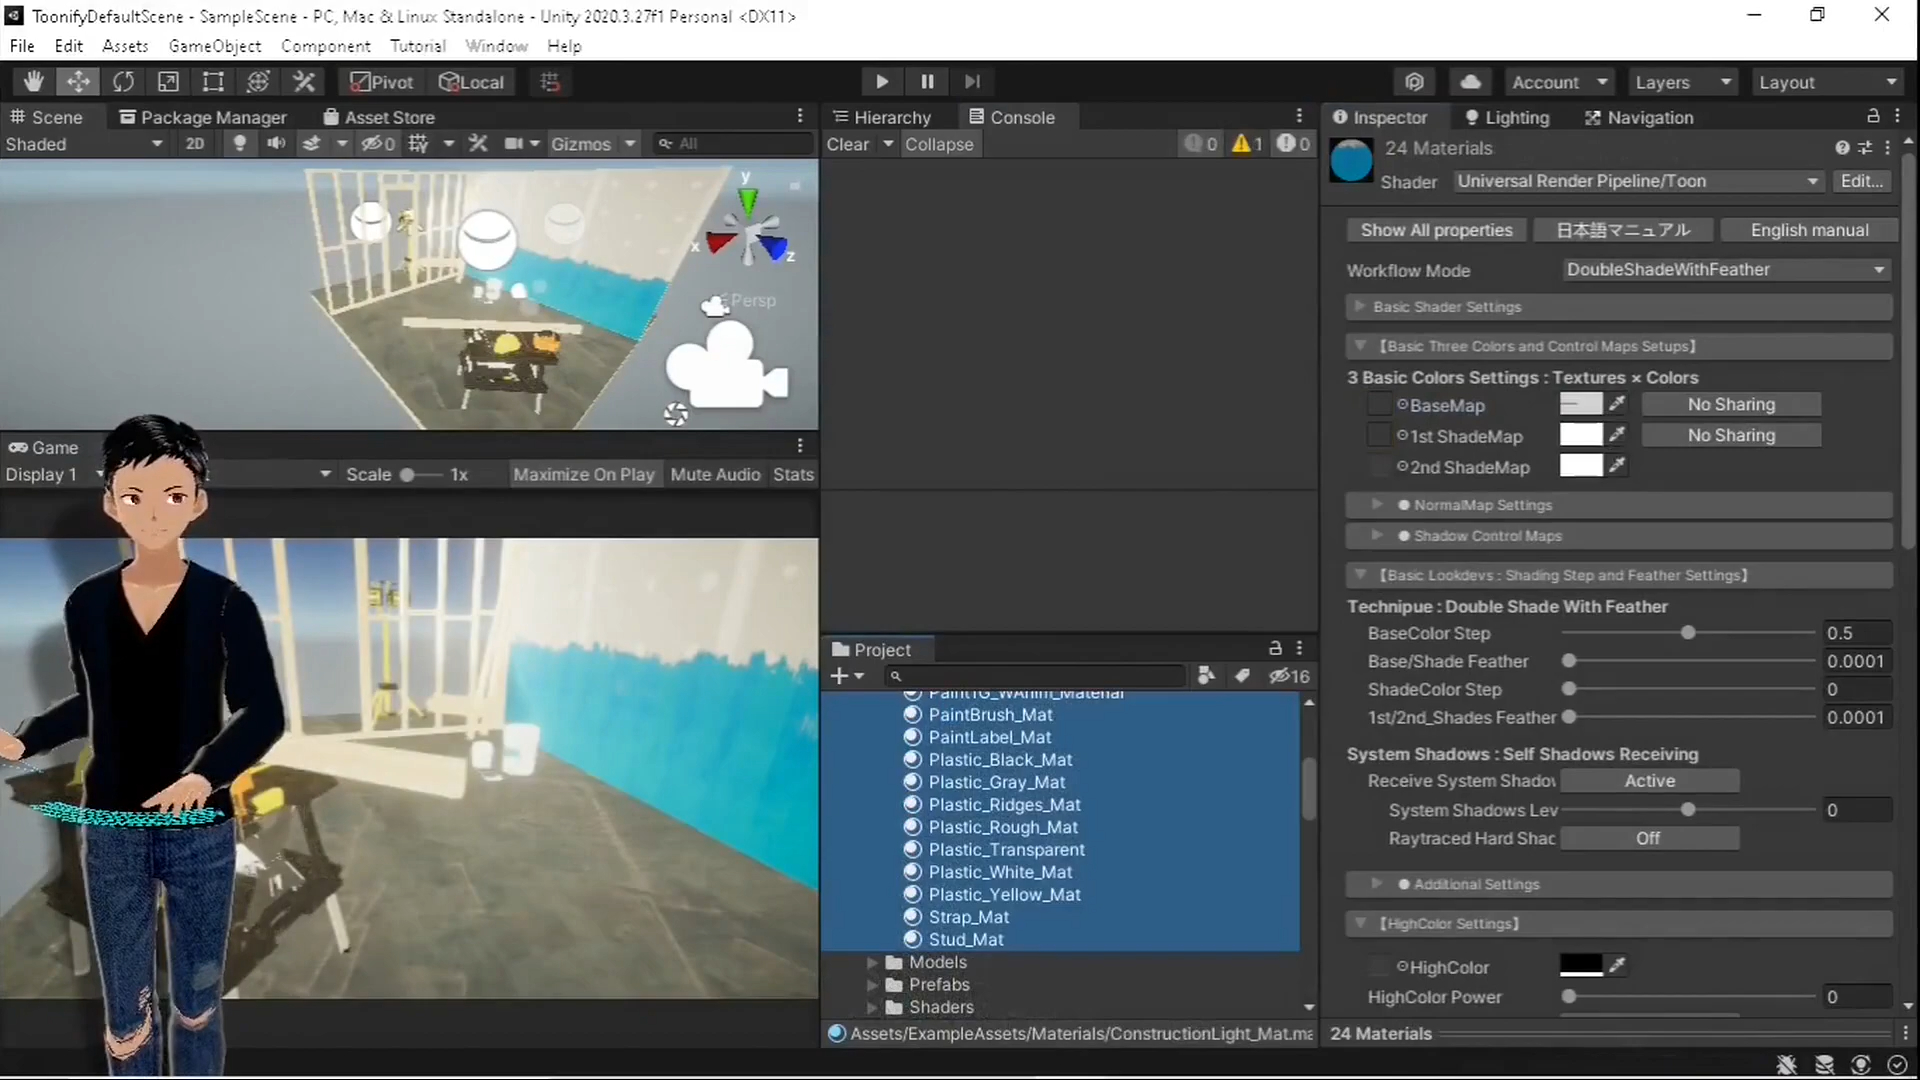 ToonifyDefaultScene - SampleScene - PC, Mac & Linux Standalone - Unity 2020.3.27f1 Personal <DX11>
File Edit Assets GameObject Component Tutorial Window Help
Pivot Local Account Layers Layout
Scene Package Manager Asset Store
Shaded 2D 0 Gizmos All
y
x
z
Persp
Game
Display 1 Scale 1x Maximize On Play Mute Audio Stats
Hierarchy Console
Clear Collapse 0 1 0
Project
16
PaintBrush_Mat
PaintLabel_Mat
Plastic_Black_Mat
Plastic_Gray_Mat
Plastic_Ridges_Mat
Plastic_Rough_Mat
Plastic_Transparent
Plastic_White_Mat
Plastic_Yellow_Mat
Strap_Mat
Stud_Mat
Models
Prefabs
Shaders
Assets/ExampleAssets/Materials/ConstructionLight_Mat.ma
Inspector Lighting Navigation
24 Materials
Shader Universal Render Pipeline/Toon Edit...
Show All properties 日本語マニュアル English manual
Workflow Mode DoubleShadeWithFeather
Basic Shader Settings
【Basic Three Colors and Control Maps Setups】
3 Basic Colors Settings : Textures × Colors
BaseMap No Sharing
1st ShadeMap No Sharing
2nd ShadeMap
● NormalMap Settings
● Shadow Control Maps
【Basic Lookdevs : Shading Step and Feather Settings】
Technipue : Double Shade With Feather
BaseColor Step 0.5
Base/Shade Feather 0.0001
ShadeColor Step 0
1st/2nd_Shades Feather 0.0001
System Shadows : Self Shadows Receiving
Receive System Shadov Active
System Shadows Lev 0
Raytraced Hard Shac Off
● Additional Settings
【HighColor Settings】
HighColor
HighColor Power 0
24 Materials